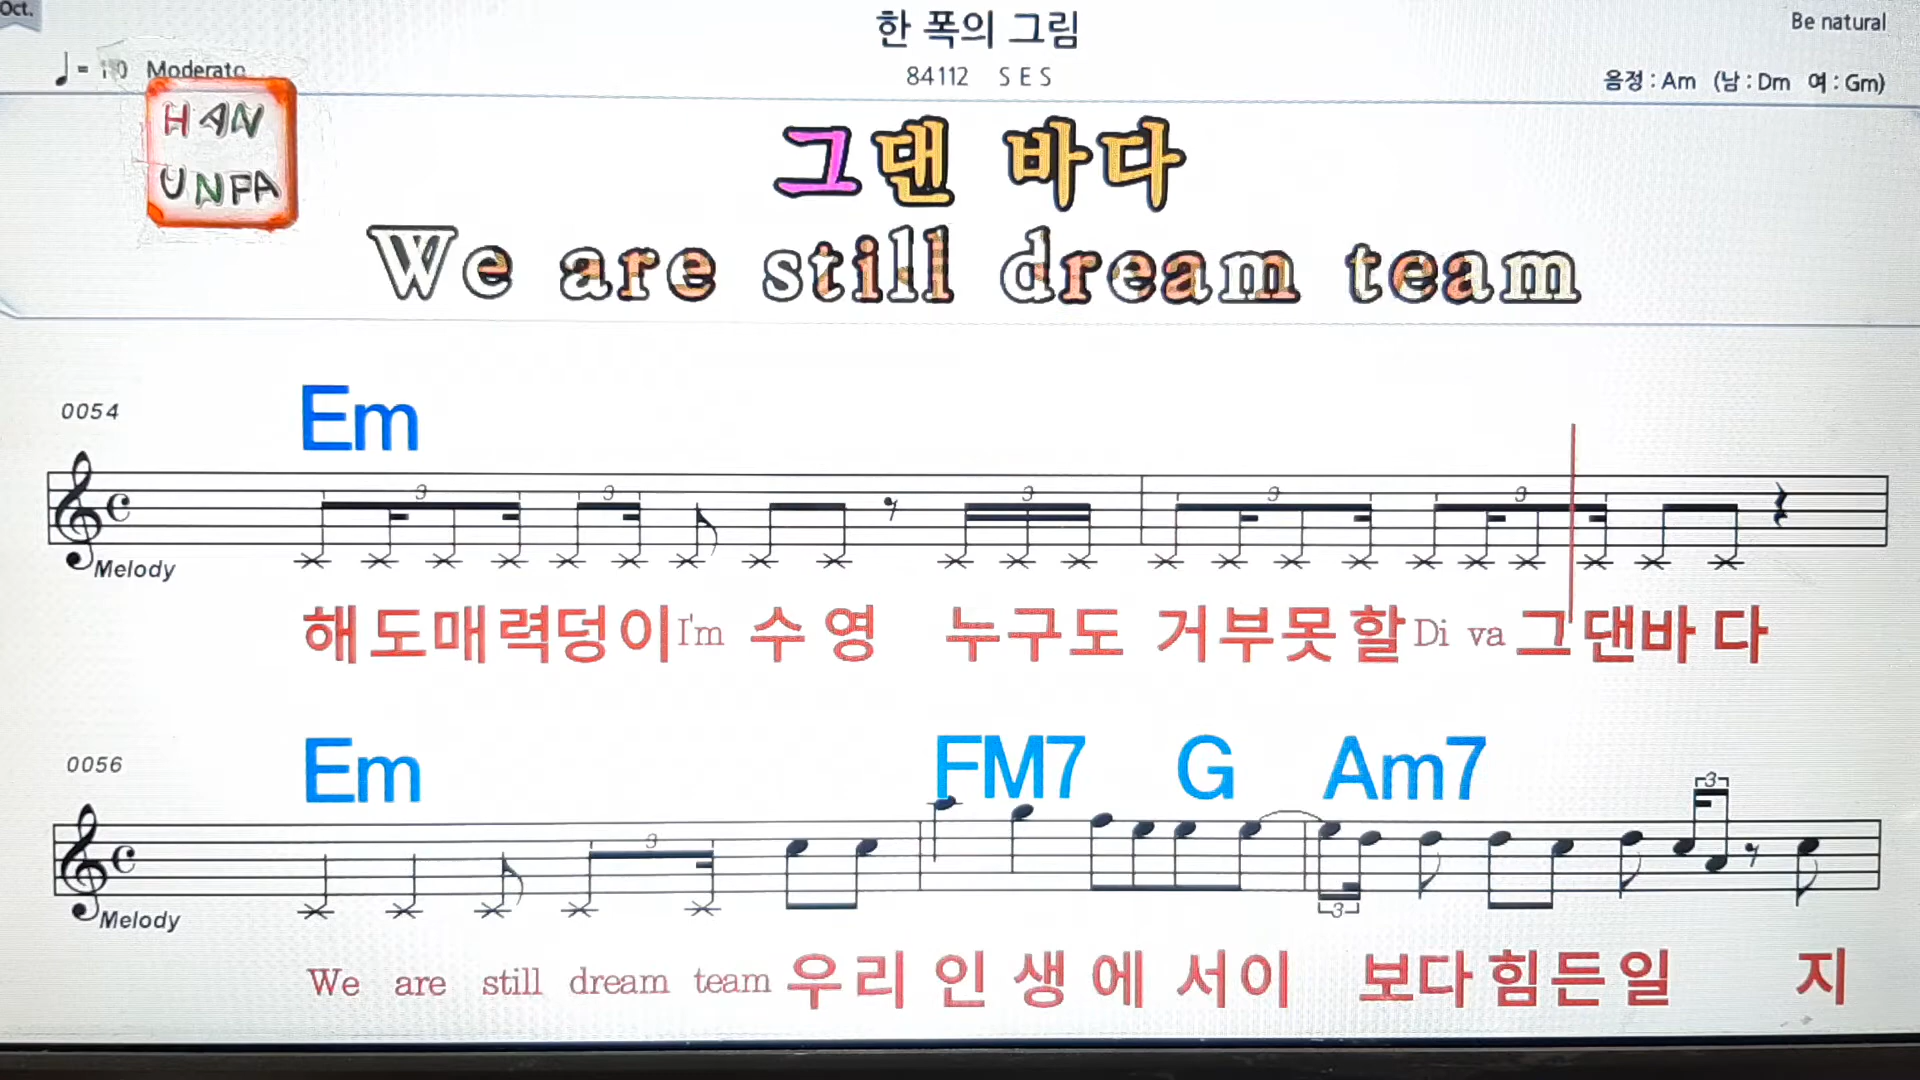 Oct.
한 폭의 그림
Be natural
Moderato
84112 S E S
음정 : Am (남 : Dm 여 : Gm)
HAN
UNFA
그댄 바다
We are still dream team
0054
Em
3 3 3 3 3
Melody
해도매력덩이I'm 수영 누구도 거부못할Di va 그댄바다
0056
Em FM7 G Am7
3 3 3
Melody
We are still dream team 우리 인생에 서이 보다힘든일 지